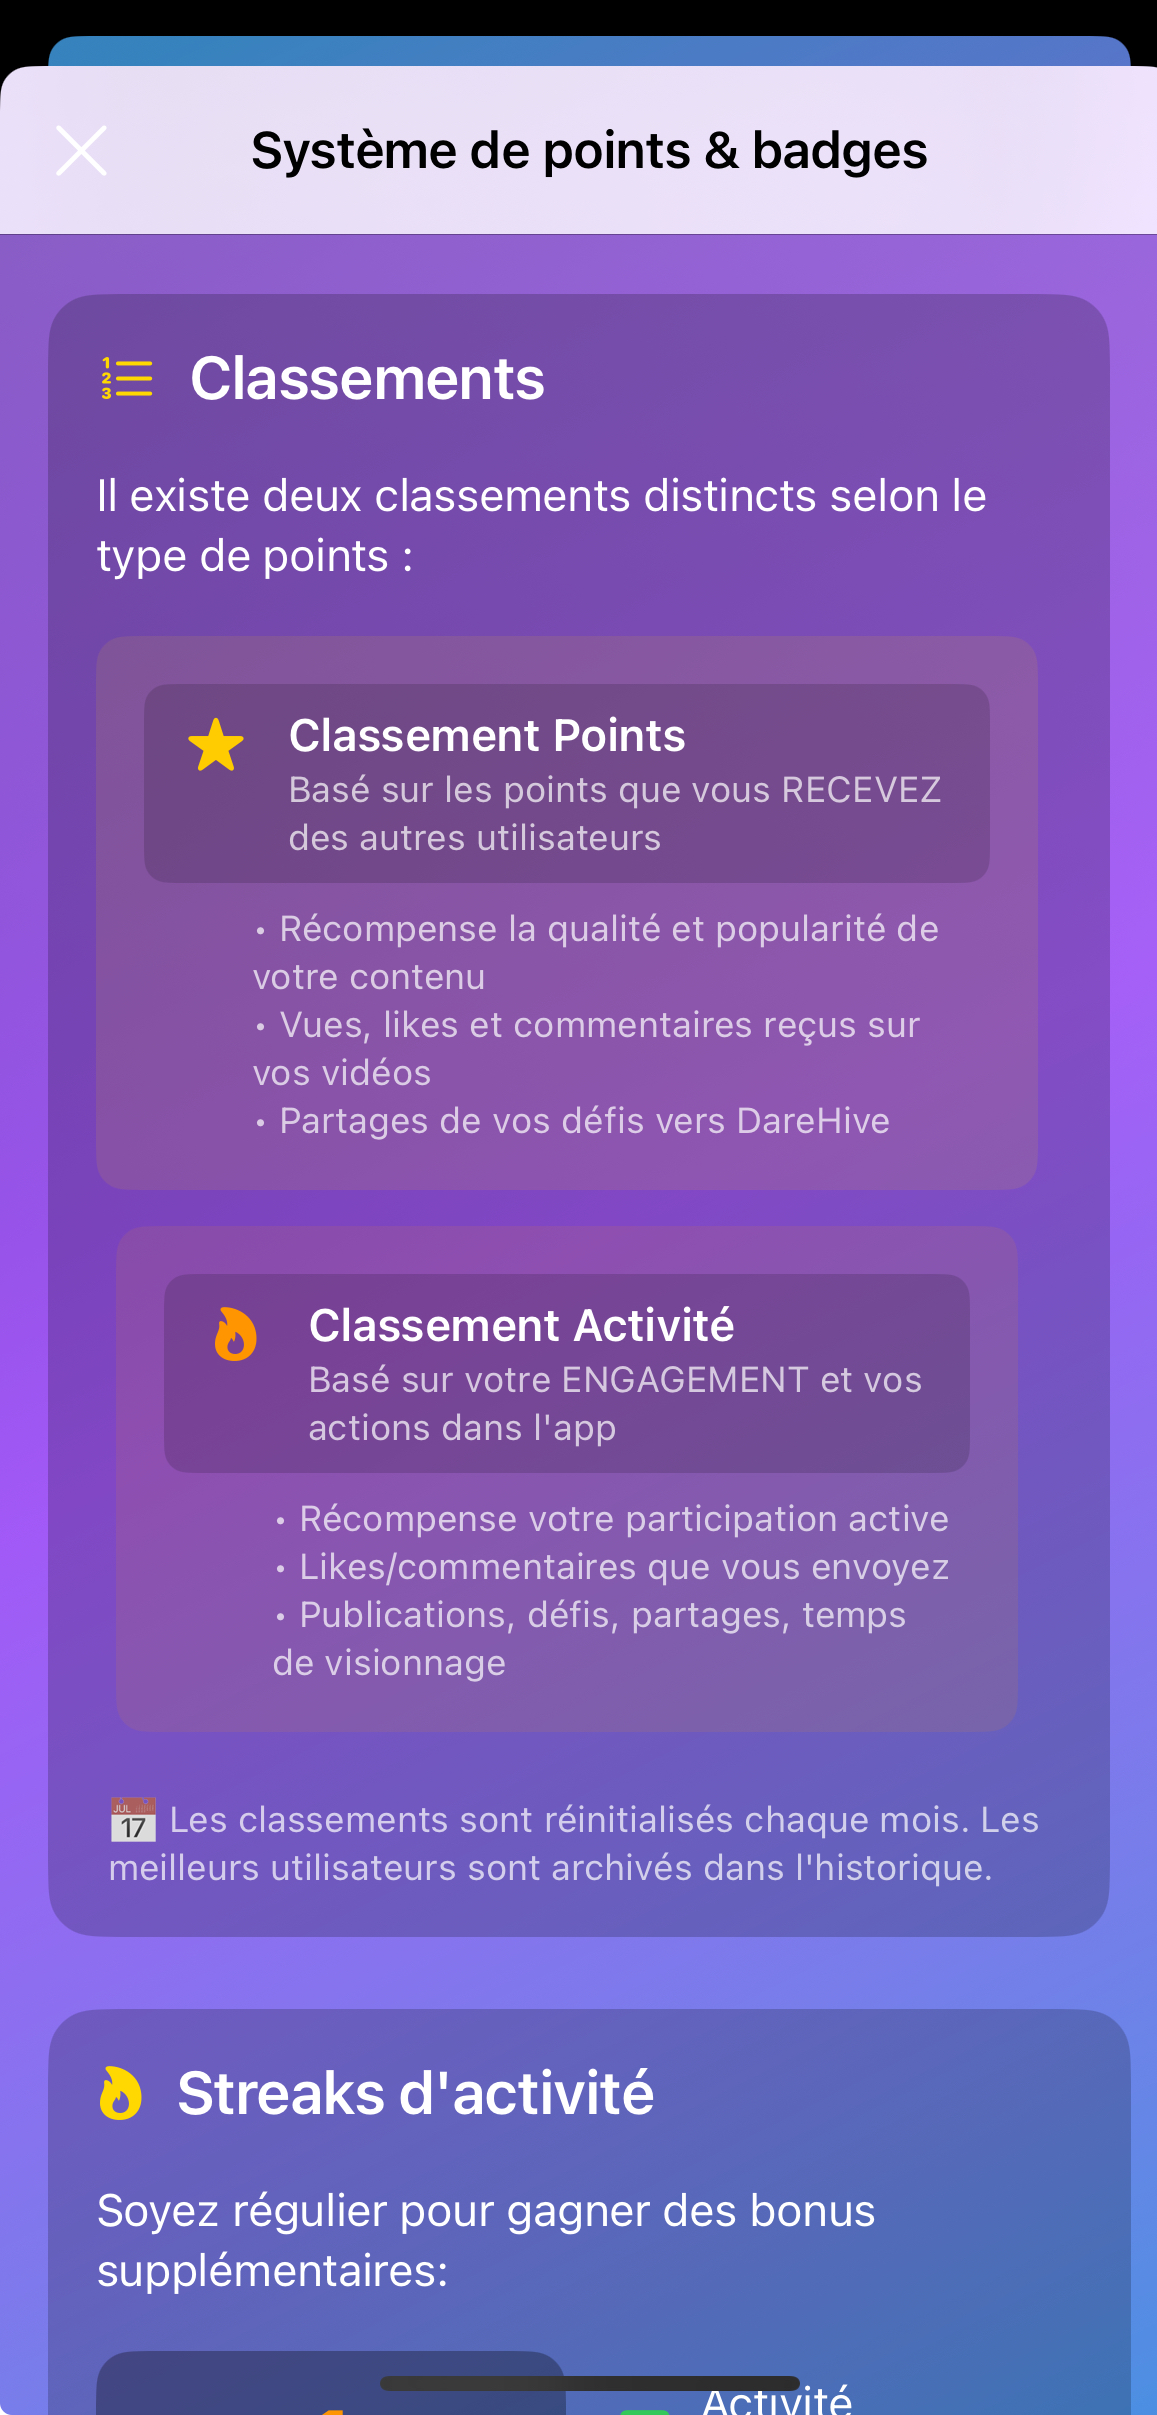 Système de points & badges
1
2
3
Classements
Il existe deux classements distincts selon le
type de points :
Classement Points
Basé sur les points que vous RECEVEZ
des autres utilisateurs
• Récompense la qualité et popularité de
votre contenu
• Vues, likes et commentaires reçus sur
vos vidéos
• Partages de vos défis vers DareHive
Classement Activité
Basé sur votre ENGAGEMENT et vos
actions dans l'app
• Récompense votre participation active
• Likes/commentaires que vous envoyez
• Publications, défis, partages, temps
de visionnage
JUL
17
Les classements sont réinitialisés chaque mois. Les
meilleurs utilisateurs sont archivés dans l'historique.
Streaks d'activité
Soyez régulier pour gagner des bonus
supplémentaires:
Activité